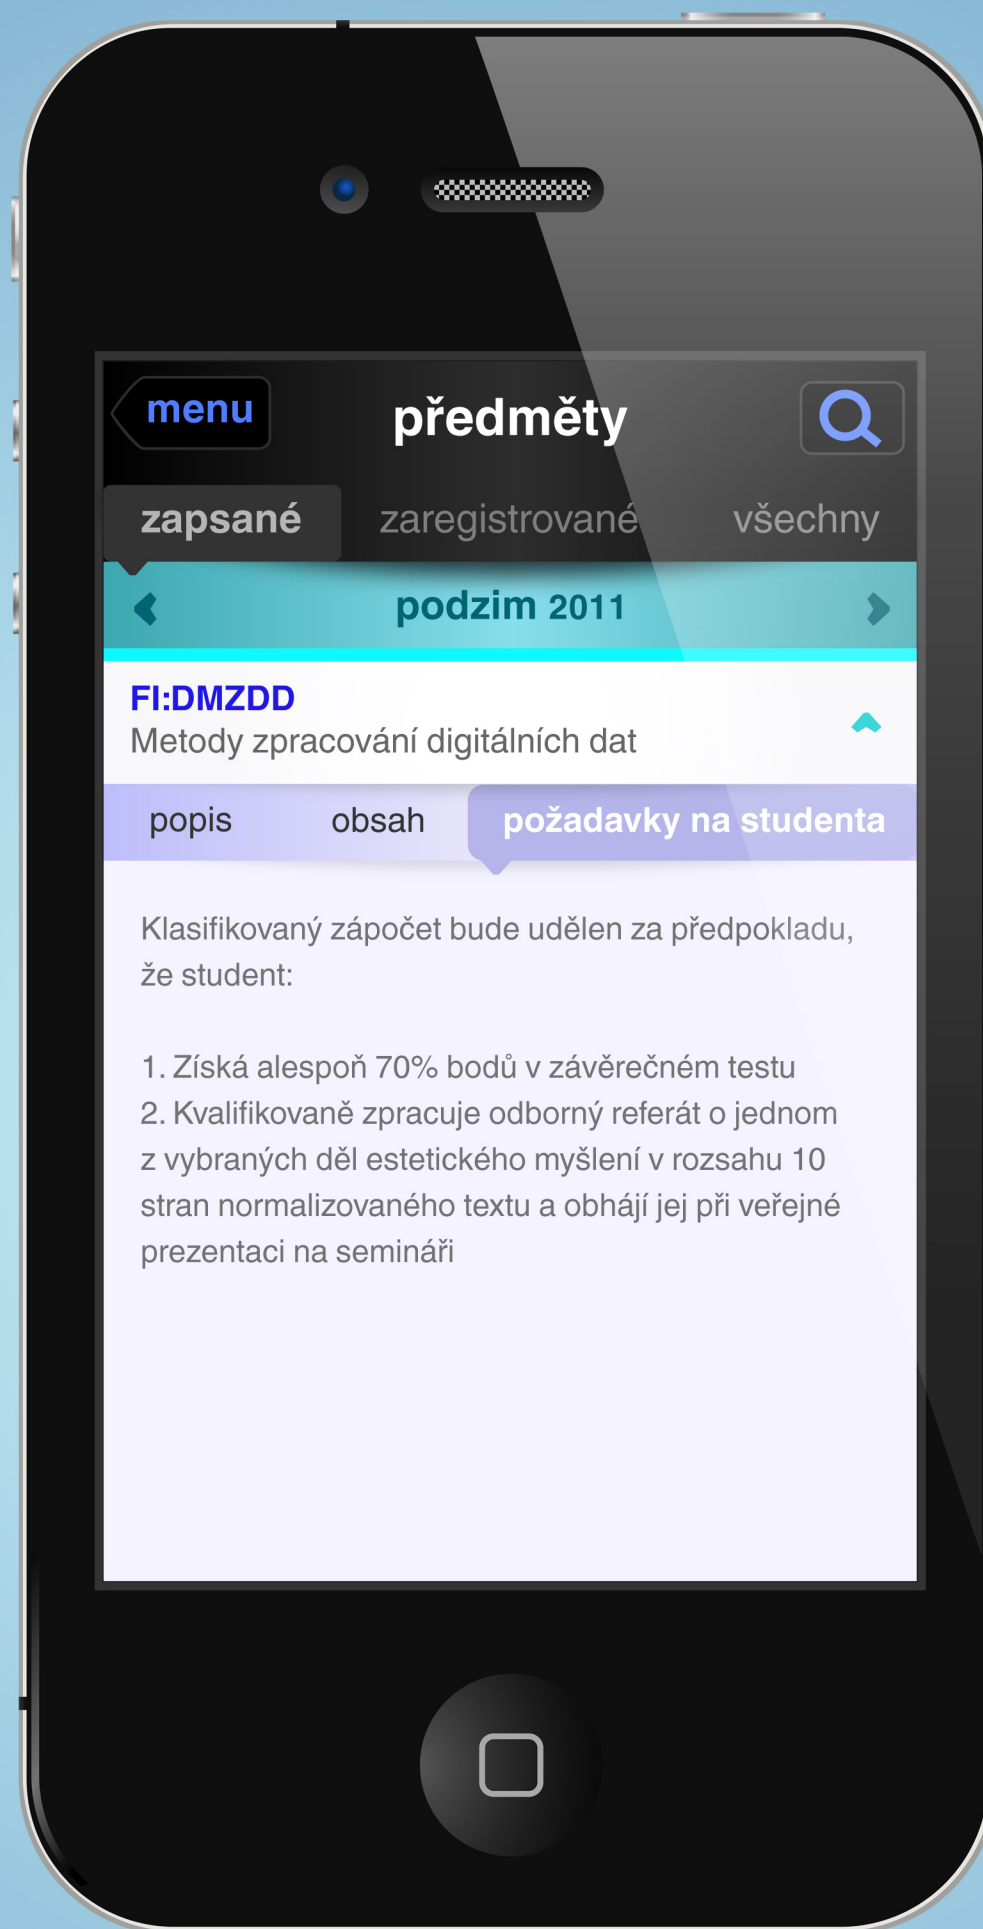 menu
předměty
zapsané
zaregistrované
všechny
podzim 2011
FI:DMZDD
Metody zpracování digitálních dat
popis
obsah
požadavky na studenta
Klasifikovaný zápočet bude udělen za předpokladu,
že student:
1. Získá alespoň 70% bodů v závěrečném testu
2. Kvalifikovaně zpracuje odborný referát o jednom
z vybraných děl estetického myšlení v rozsahu 10
stran normalizovaného textu a obhájí jej při veřejné
prezentaci na semináři